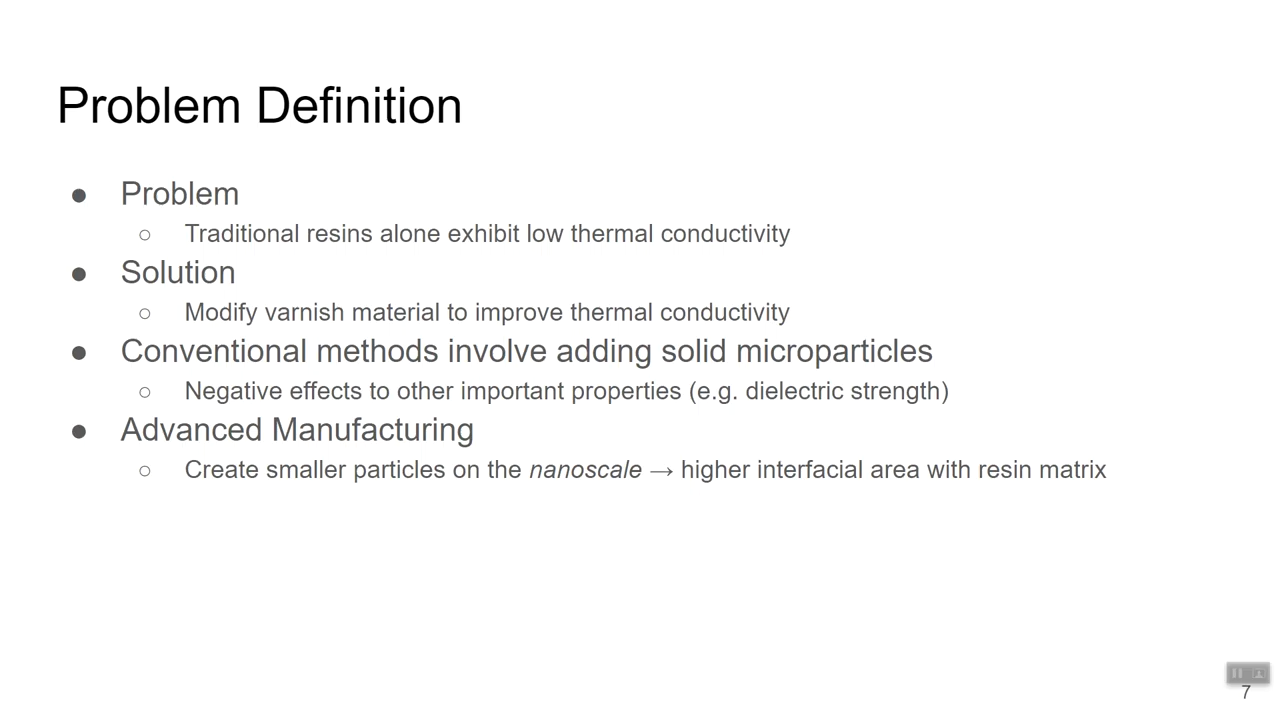 Problem Definition
● Problem
○ Traditional resins alone exhibit low thermal conductivity
● Solution
○ Modify varnish material to improve thermal conductivity
● Conventional methods involve adding solid microparticles
○ Negative effects to other important properties (e.g. dielectric strength)
● Advanced Manufacturing
○ Create smaller particles on the nanoscale → higher interfacial area with resin matrix
7